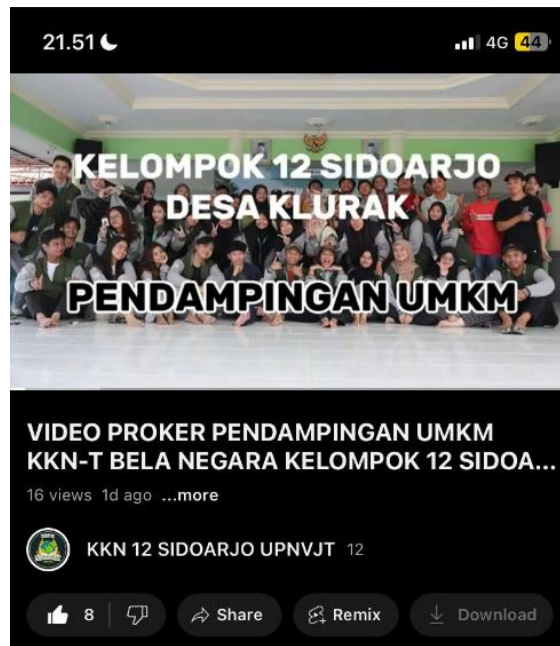 21.51
4G 44
KELOMPOK 12 SIDOARJO
DESA KLURAK
PENDAMPINGAN UMKM
VIDEO PROKER PENDAMPINGAN UMKM
KKN-T BELA NEGARA KELOMPOK 12 SIDOA...
16 views 1d ago ...more
KKN 12 SIDOARJO UPNVJT 12
8 Share Remix Download